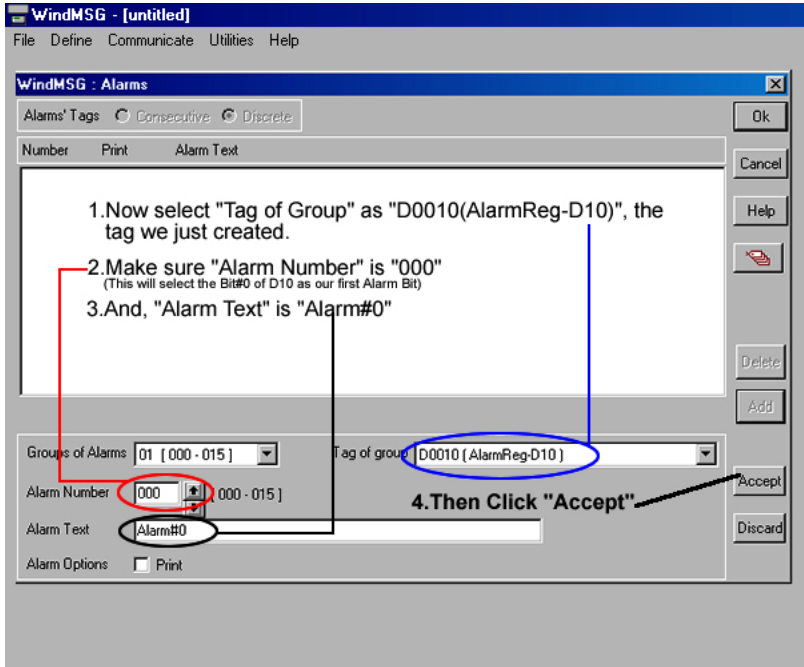 WindMSG - [untitled]
File Define Communicate Utilities Help
WindMSG : Alarms
Alarms' Tags Consecutive Discrete
Ok
Number Print Alarm Text
Cancel
1.Now select "Tag of Group" as "D0010(AlarmReg-D10)", the
tag we just created.
Help
2.Make sure "Alarm Number" is "000"
(This will select the Bit#0 of D10 as our first Alarm Bit)
3.And, "Alarm Text" is "Alarm#0"
Delete
Add
Groups of Alarms 01 [ 000 - 015 ] Tag of group D0010 ( AlarmReg-D10 )
Accept
Alarm Number 000 [ 000 - 015 ]
4.Then Click "Accept"
Alarm Text Alarm#0
Discard
Alarm Options Print